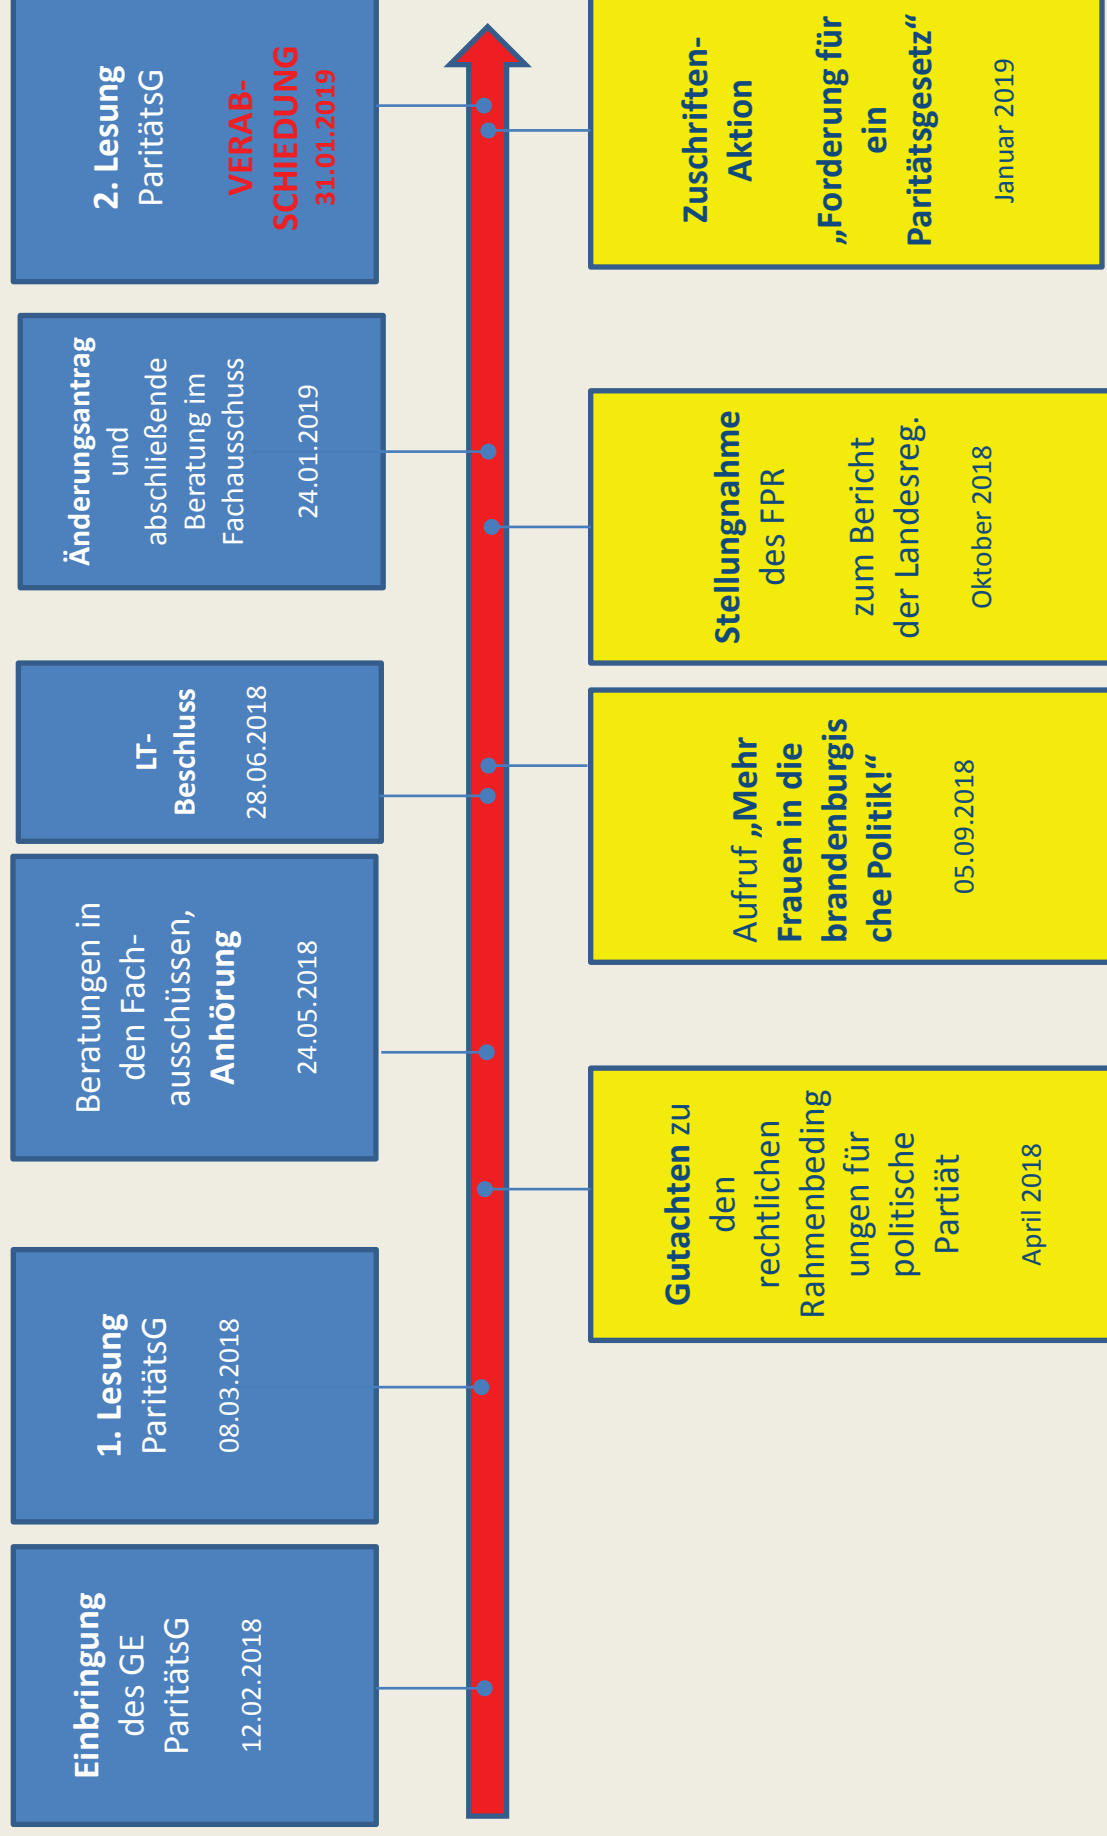 Einbringung
des GE
ParitätsG
12.02.2018
1. Lesung
ParitätsG
08.03.2018
Beratungen in
den Fach-
ausschüssen,
Anhörung
24.05.2018
LT-
Beschluss
28.06.2018
Änderungsantrag
und
abschließende
Beratung im
Fachausschuss
24.01.2019
2. Lesung
ParitätsG
VERAB-
SCHIEDUNG
31.01.2019
Gutachten zu
den
rechtlichen
Rahmenbeding
ungen für
politische
Partiät
April 2018
Aufruf „Mehr
Frauen in die
brandenburgis
che Politik!“
05.09.2018
Stellungnahme
des FPR
zum Bericht
der Landesreg.
Oktober 2018
Zuschriften-
Aktion
„Forderung für
ein
Paritätsgesetz“
Januar 2019